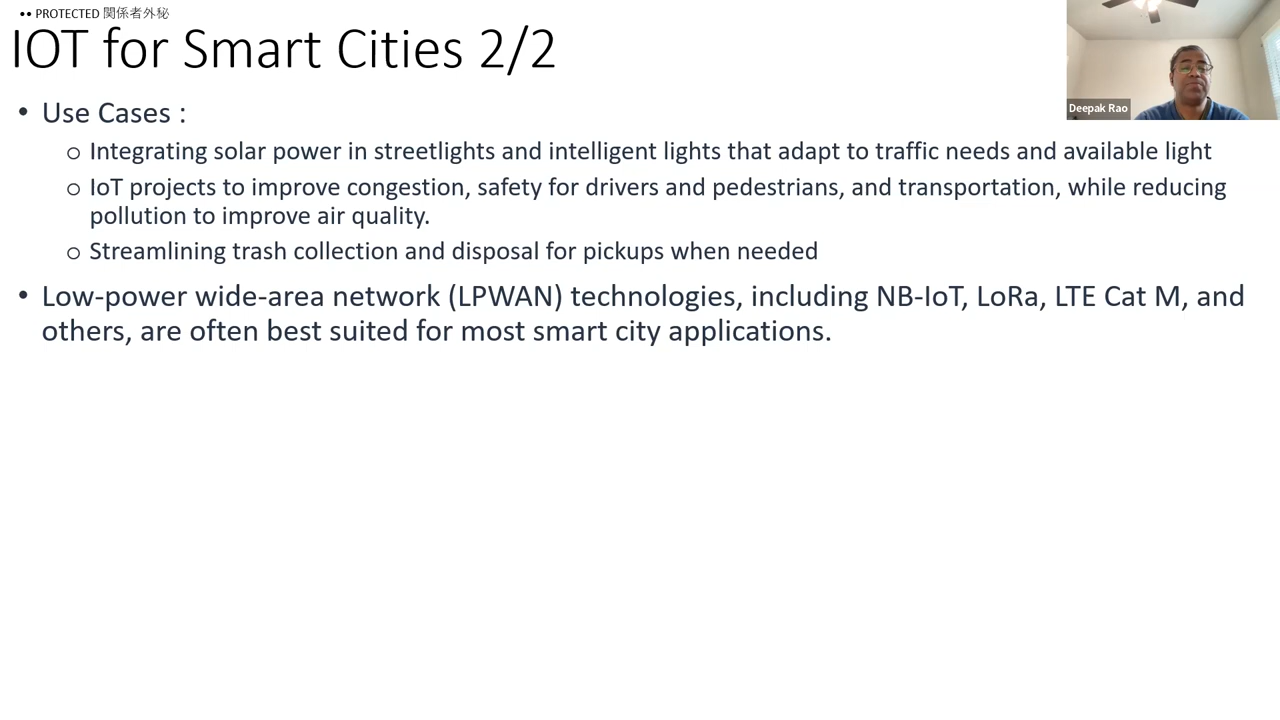 •• PROTECTED 関係者外秘
IOT for Smart Cities 2/2
Deepak Rao
• Use Cases :
o Integrating solar power in streetlights and intelligent lights that adapt to traffic needs and available light
o IoT projects to improve congestion, safety for drivers and pedestrians, and transportation, while reducing
pollution to improve air quality.
o Streamlining trash collection and disposal for pickups when needed
• Low-power wide-area network (LPWAN) technologies, including NB-IoT, LoRa, LTE Cat M, and
others, are often best suited for most smart city applications.